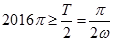 2016π ≥ T/2 = π/2ω